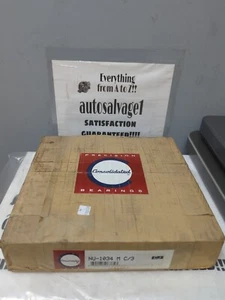 Everything
from A to Z!!
autosalvage1
SATISFACTION
GUARANTEED!!!!
PRECISION
Consolidated
BEARINGS
NU-1034 M C/3